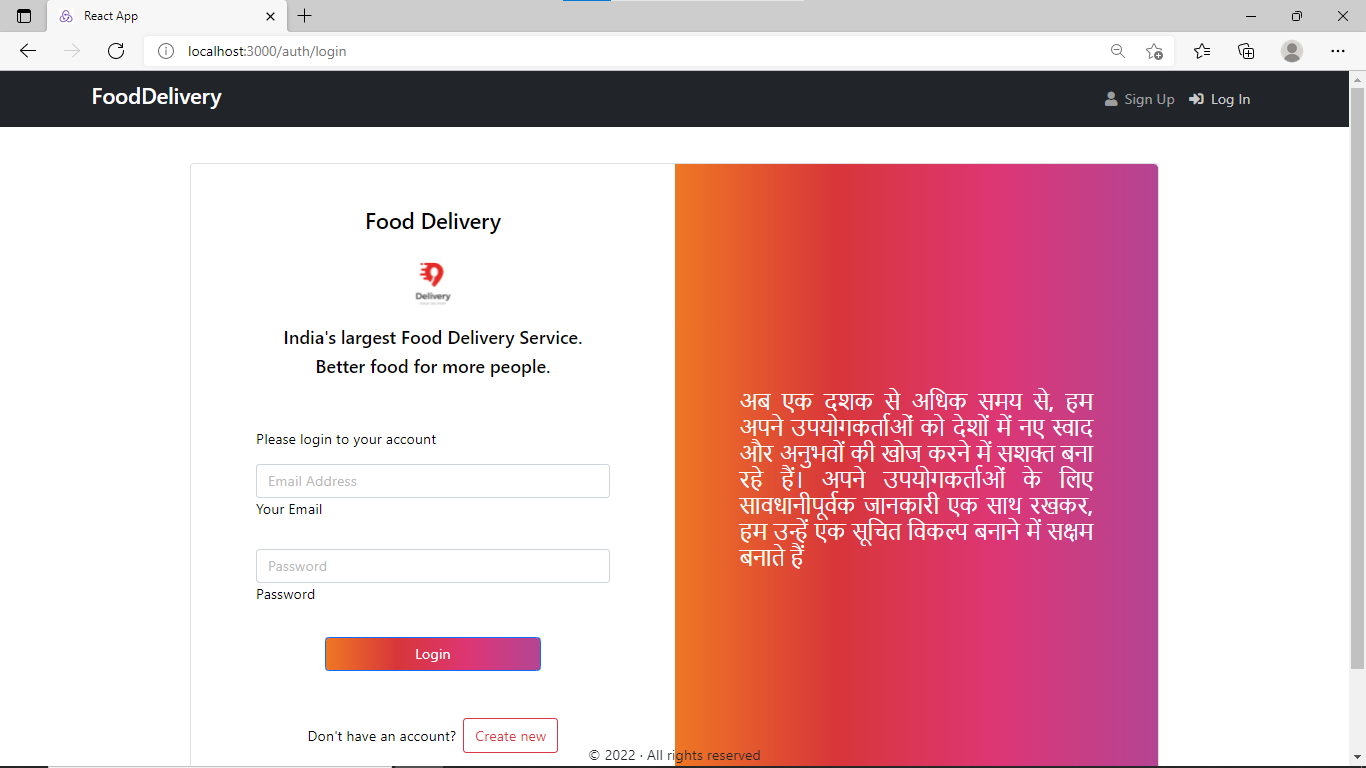 React App
localhost:3000/auth/login
FoodDelivery
Sign Up
Log In
Food Delivery
Delivery
India's largest Food Delivery Service.
Better food for more people.
Please login to your account
Email Address
Your Email
Password
Password
Login
Don't have an account? Create new
अब एक दशक से अधिक समय से, हम
अपने उपयोगकर्ताओं को देशों में नए स्वाद
और अनुभवों की खोज करने में सशक्त बना
रहे हैं। अपने उपयोगकर्ताओं के लिए
सावधानीपूर्वक जानकारी एक साथ रखकर,
हम उन्हें एक सूचित विकल्प बनाने में सक्षम
बनाते हैं
© 2022 · All rights reserved